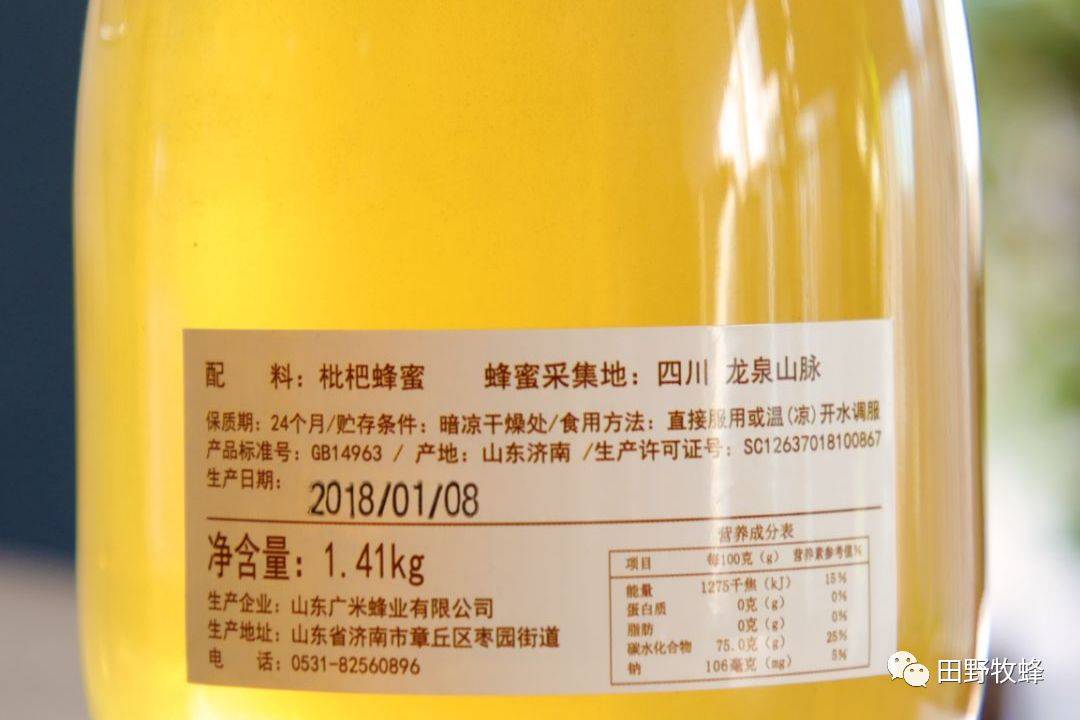 配　　料：枇杷蜂蜜　　蜂蜜采集地：四川 龙泉山脉
保质期：24个月/贮存条件：暗凉干燥处/食用方法：直接服用或温(凉)开水调服
产品标准号：GB14963 / 产地：山东济南 /生产许可证号：SC12637018100867
生产日期：2018/01/08
净含量：1.41kg
生产企业：山东广米蜂业有限公司
生产地址：山东省济南市章丘区枣园街道
电　　话：0531-82560896
营养成分表
项目 每100克（g） 营养素参考值%
能量 1275千焦（kJ） 15%
蛋白质 0克（g） 0%
脂肪 0克（g） 0%
碳水化合物 75.0克（g） 25%
钠 106毫克（mg） 5%
田野牧蜂